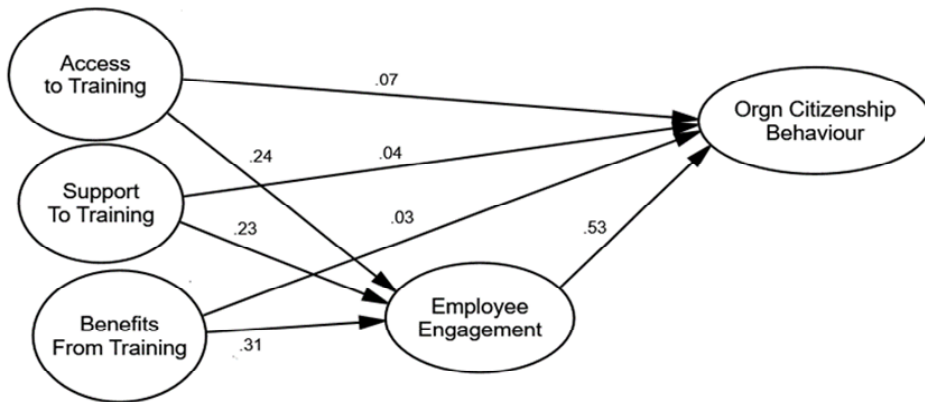 Access
to Training
.07
Orgn Citizenship
Behaviour
.24
.04
Support
To Training
.23
.03
.53
Benefits
From Training
.31
Employee
Engagement